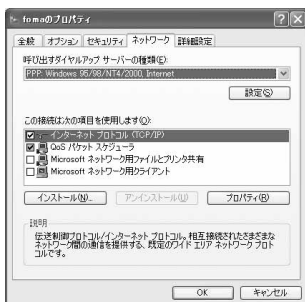 fomaのプロパティ
全般 オプション セキュリティ ネットワーク 詳細設定
呼び出すダイヤルアップ サーバーの種類(E):
PPP: Windows 95/98/NT4/2000, Internet
設定(S)
この接続は次の項目を使用します(O):
インターネット プロトコル (TCP/IP)
QoS パケット スケジューラ
Microsoft ネットワーク用ファイルとプリンタ共有
Microsoft ネットワーク用クライアント
インストール(N)... アンインストール(U) プロパティ(R)
説明
伝送制御プロトコル/インターネット プロトコル。相互接続されたさまざまな
ネットワーク間の通信を提供する、既定のワイド エリア ネットワーク プロト
コルです。
OK キャンセル